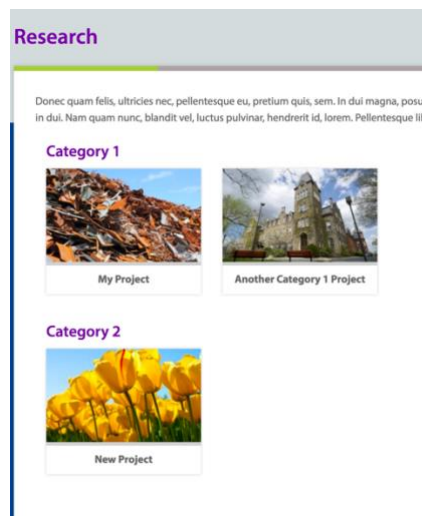 Research
Donec quam felis, ultricies nec, pellentesque eu, pretium quis, sem. In dui magna, posu
in dui. Nam quam nunc, blandit vel, luctus pulvinar, hendrerit id, lorem. Pellentesque li
Category 1
My Project
Another Category 1 Project
Category 2
New Project